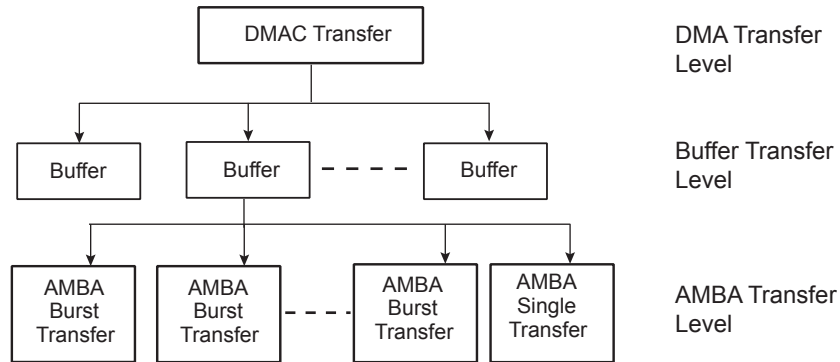 DMAC Transfer
DMA Transfer
Level
Buffer
Buffer
Buffer
Buffer Transfer
Level
AMBA
Burst
Transfer
AMBA
Burst
Transfer
AMBA
Burst
Transfer
AMBA
Single
Transfer
AMBA Transfer
Level